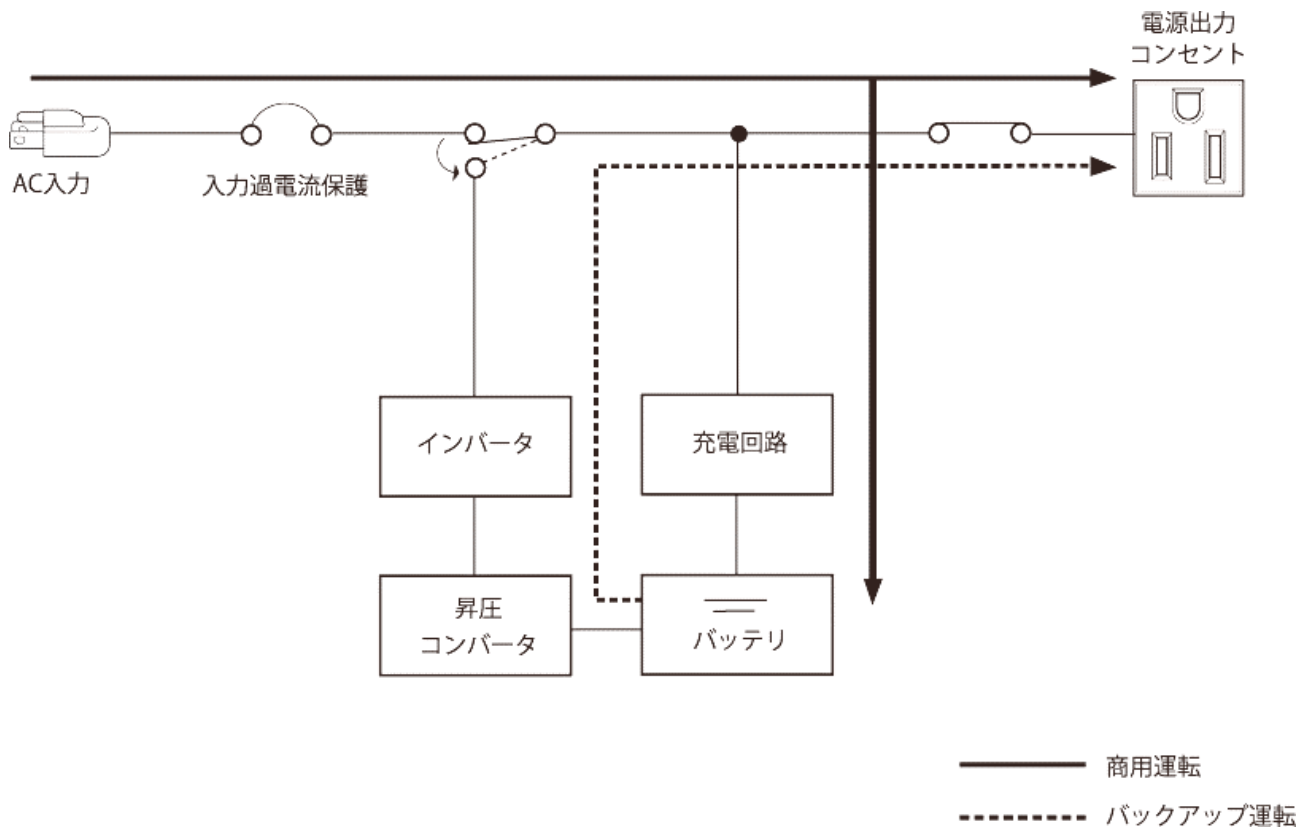 電源出力
コンセント
AC入力
入力過電流保護
インバータ
充電回路
昇圧
コンバータ
バッテリ
商用運転
バックアップ運転